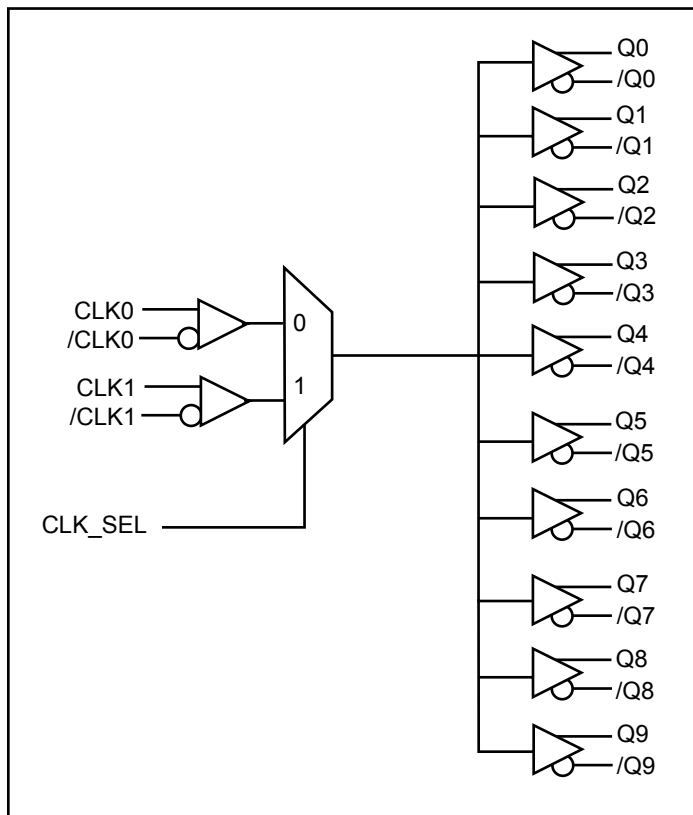 Q0
/Q0
Q1
/Q1
Q2
/Q2
Q3
/Q3
CLK0
/CLK0
0
Q4
/Q4
CLK1
/CLK1
1
Q5
/Q5
CLK_SEL
Q6
/Q6
Q7
/Q7
Q8
/Q8
Q9
/Q9